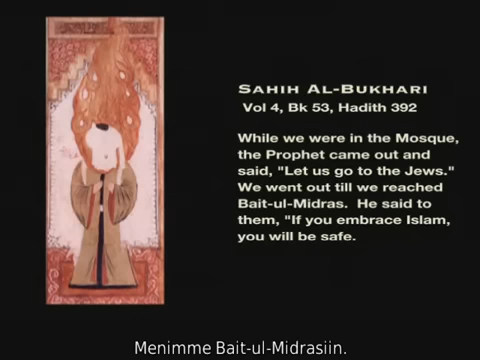 SAHIH AL-BUKHARI
Vol 4, Bk 53, Hadith 392
While we were in the Mosque,
the Prophet came out and
said, "Let us go to the Jews."
We went out till we reached
Bait-ul-Midras.  He said to
them, "If you embrace Islam,
you will be safe.
Menimme Bait-ul-Midrasiin.